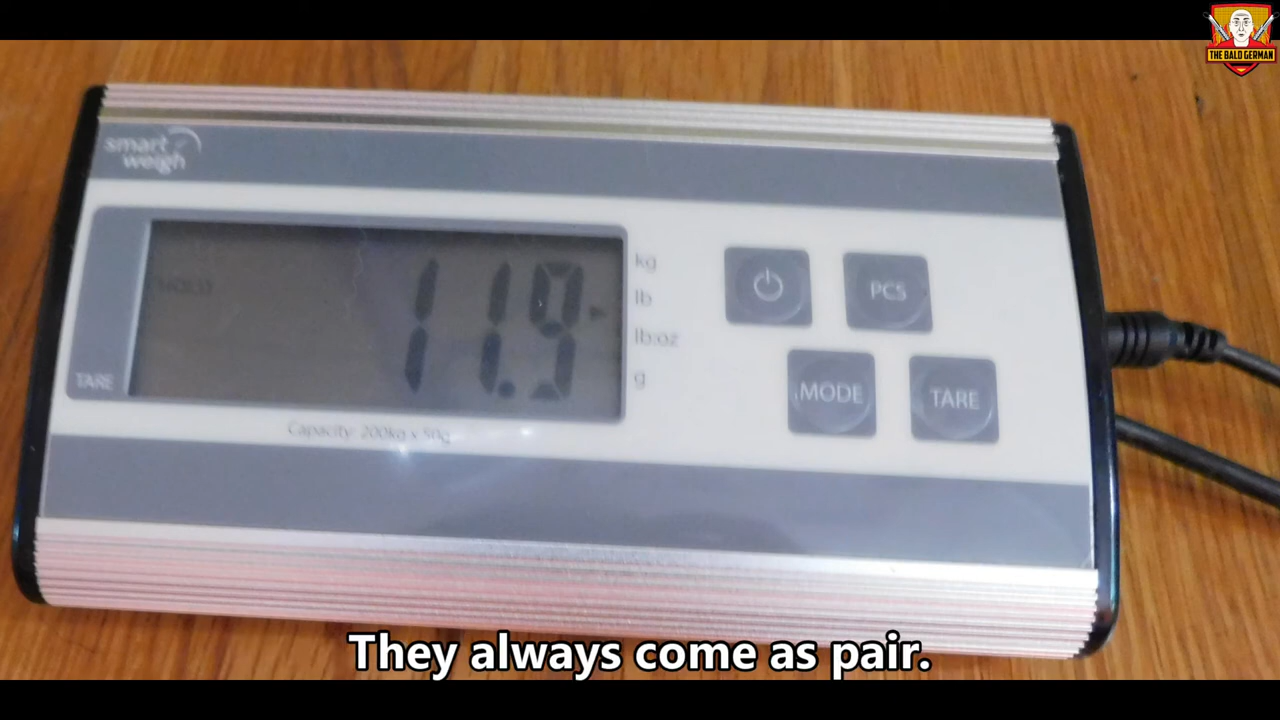 THE BALD GERMAN
smart
weigh
HOLD
11.9
kg
lb
lb:oz
g
TARE
PCS
MODE
TARE
Capacity: 200kg x 50g
They always come as pair.